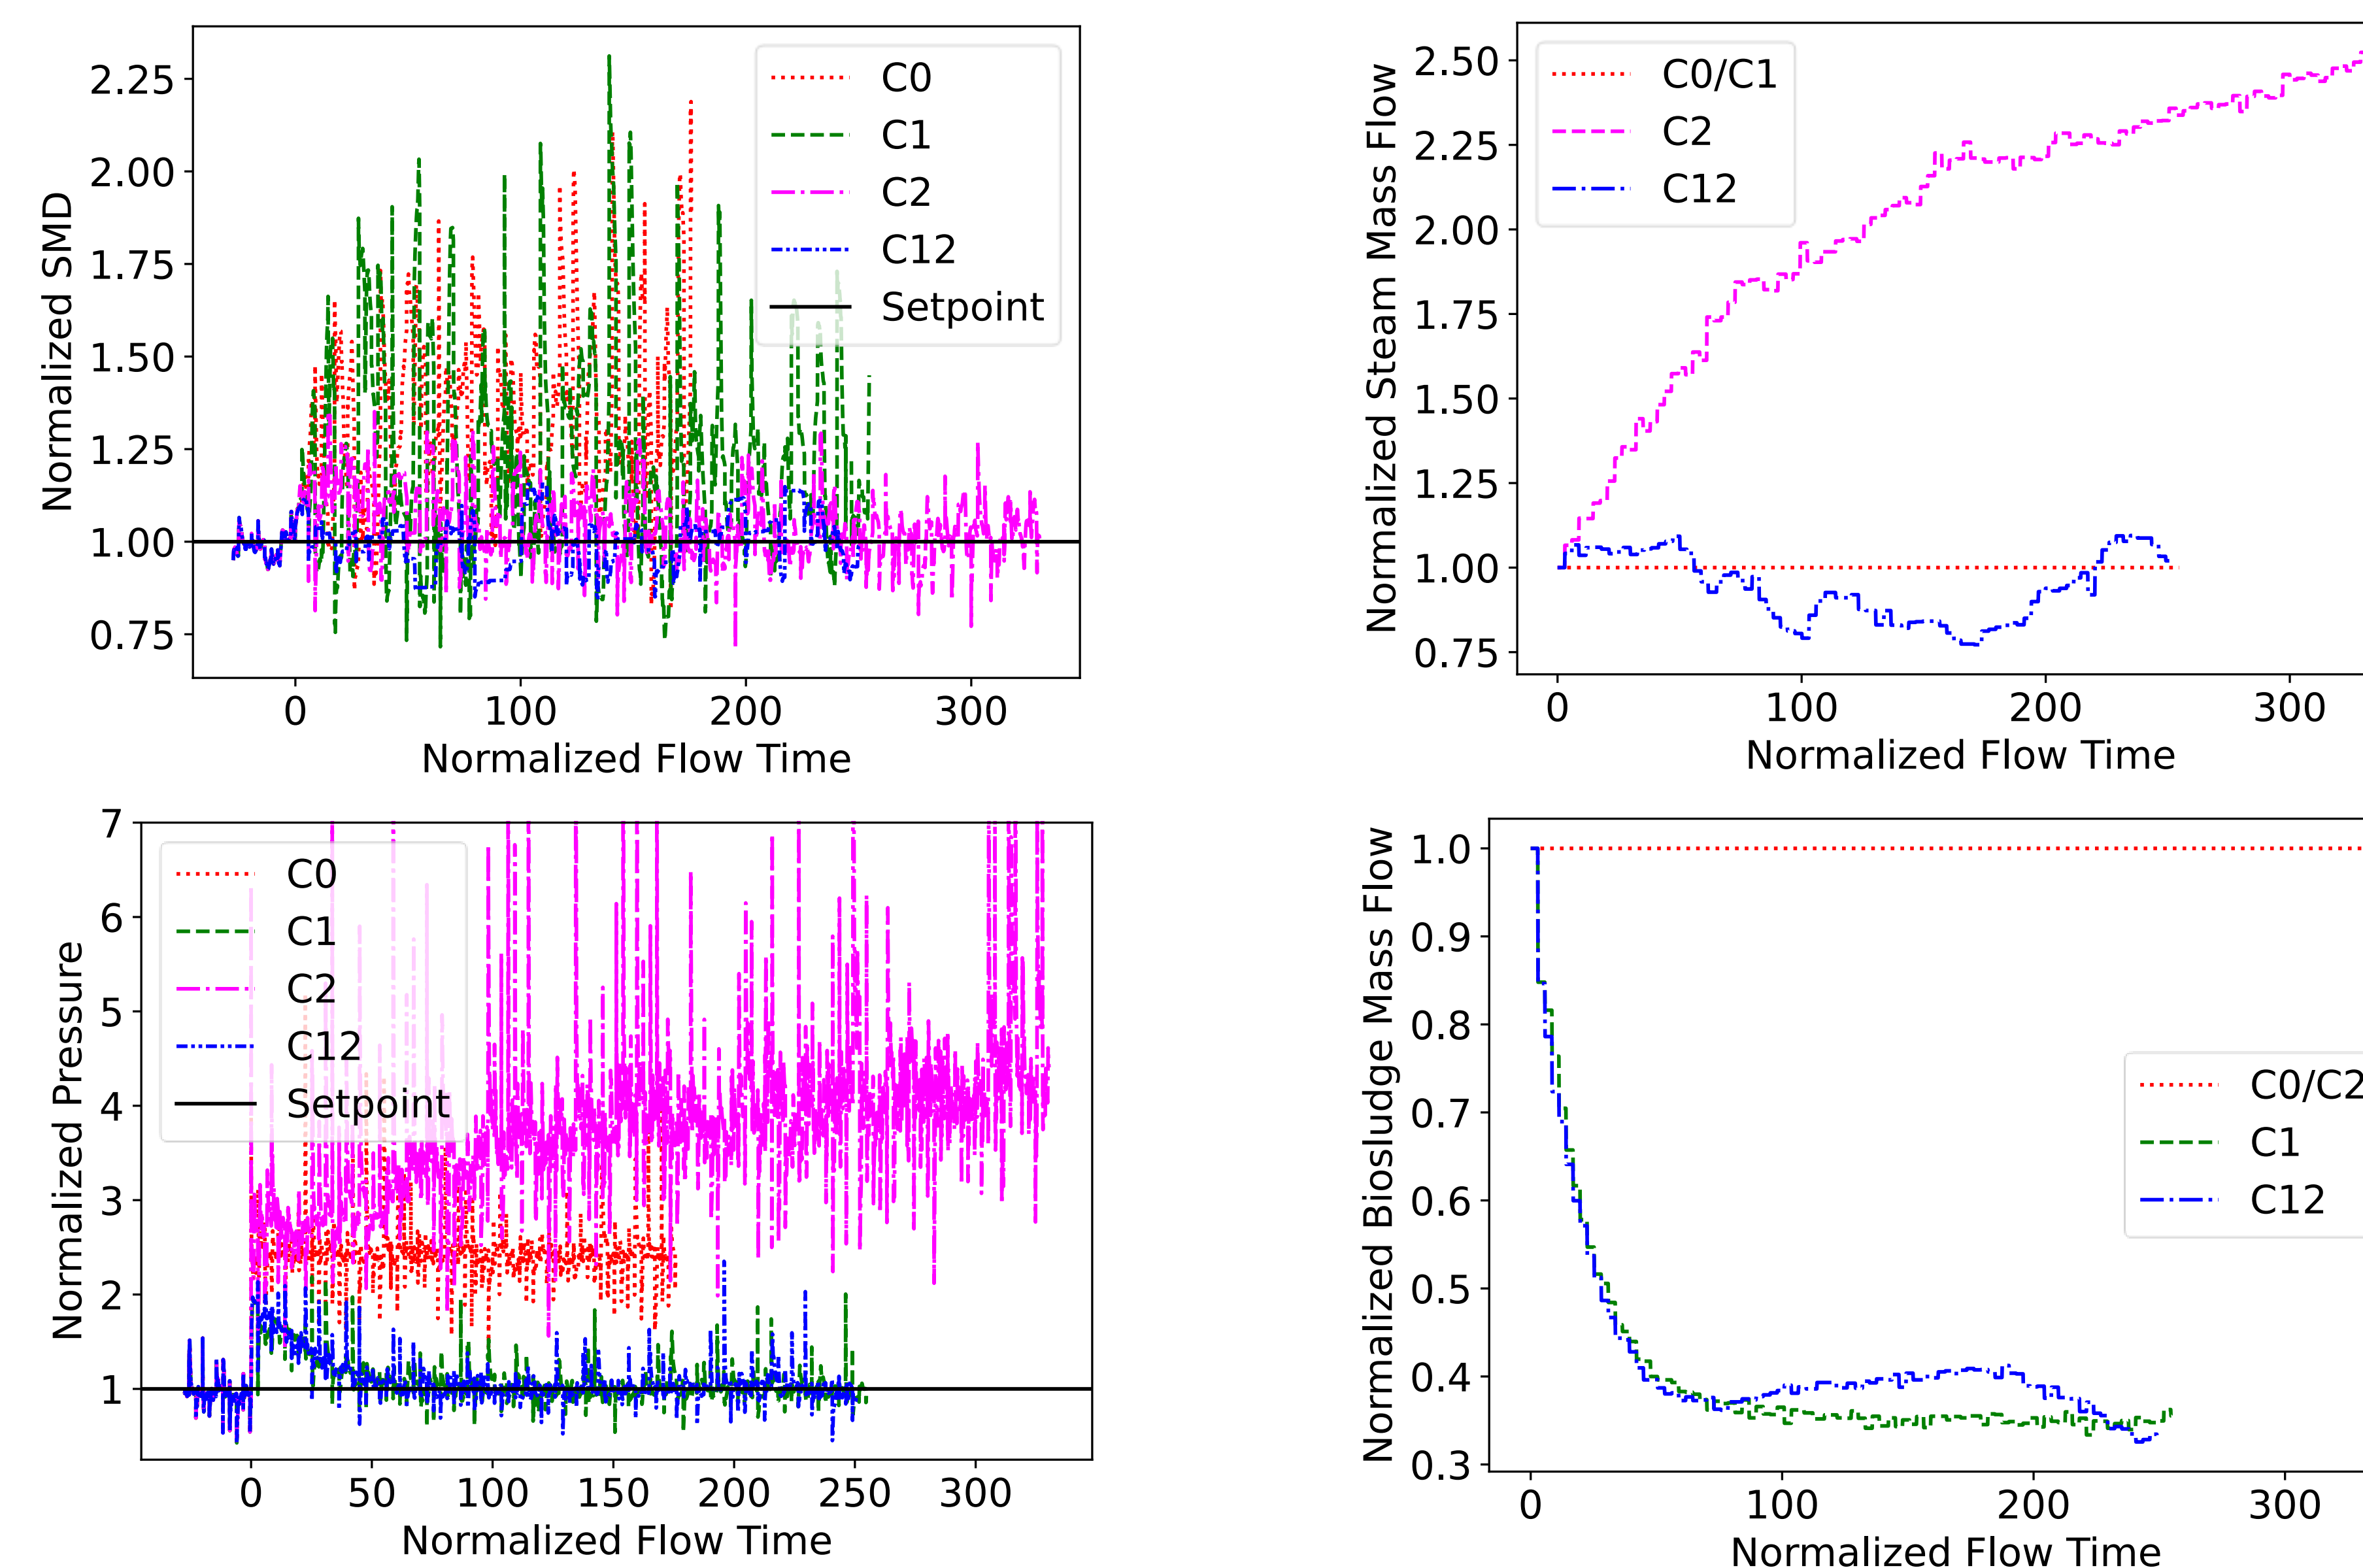 Normalized SMD
2.25
2.00
1.75
1.50
1.25
1.00
0.75
C0
C1
C2
C12
Setpoint
0 100 200 300
Normalized Flow Time
Normalized Steam Mass Flow
2.50
2.25
2.00
1.75
1.50
1.25
1.00
0.75
C0/C1
C2
C12
0 100 200 300
Normalized Flow Time
Normalized Pressure
7
6
5
4
3
2
1
C0
C1
C2
C12
Setpoint
0 50 100 150 200 250 300
Normalized Flow Time
Normalized Biosludge Mass Flow
1.0
0.9
0.8
0.7
0.6
0.5
0.4
0.3
C0/C2
C1
C12
0 100 200 300
Normalized Flow Time